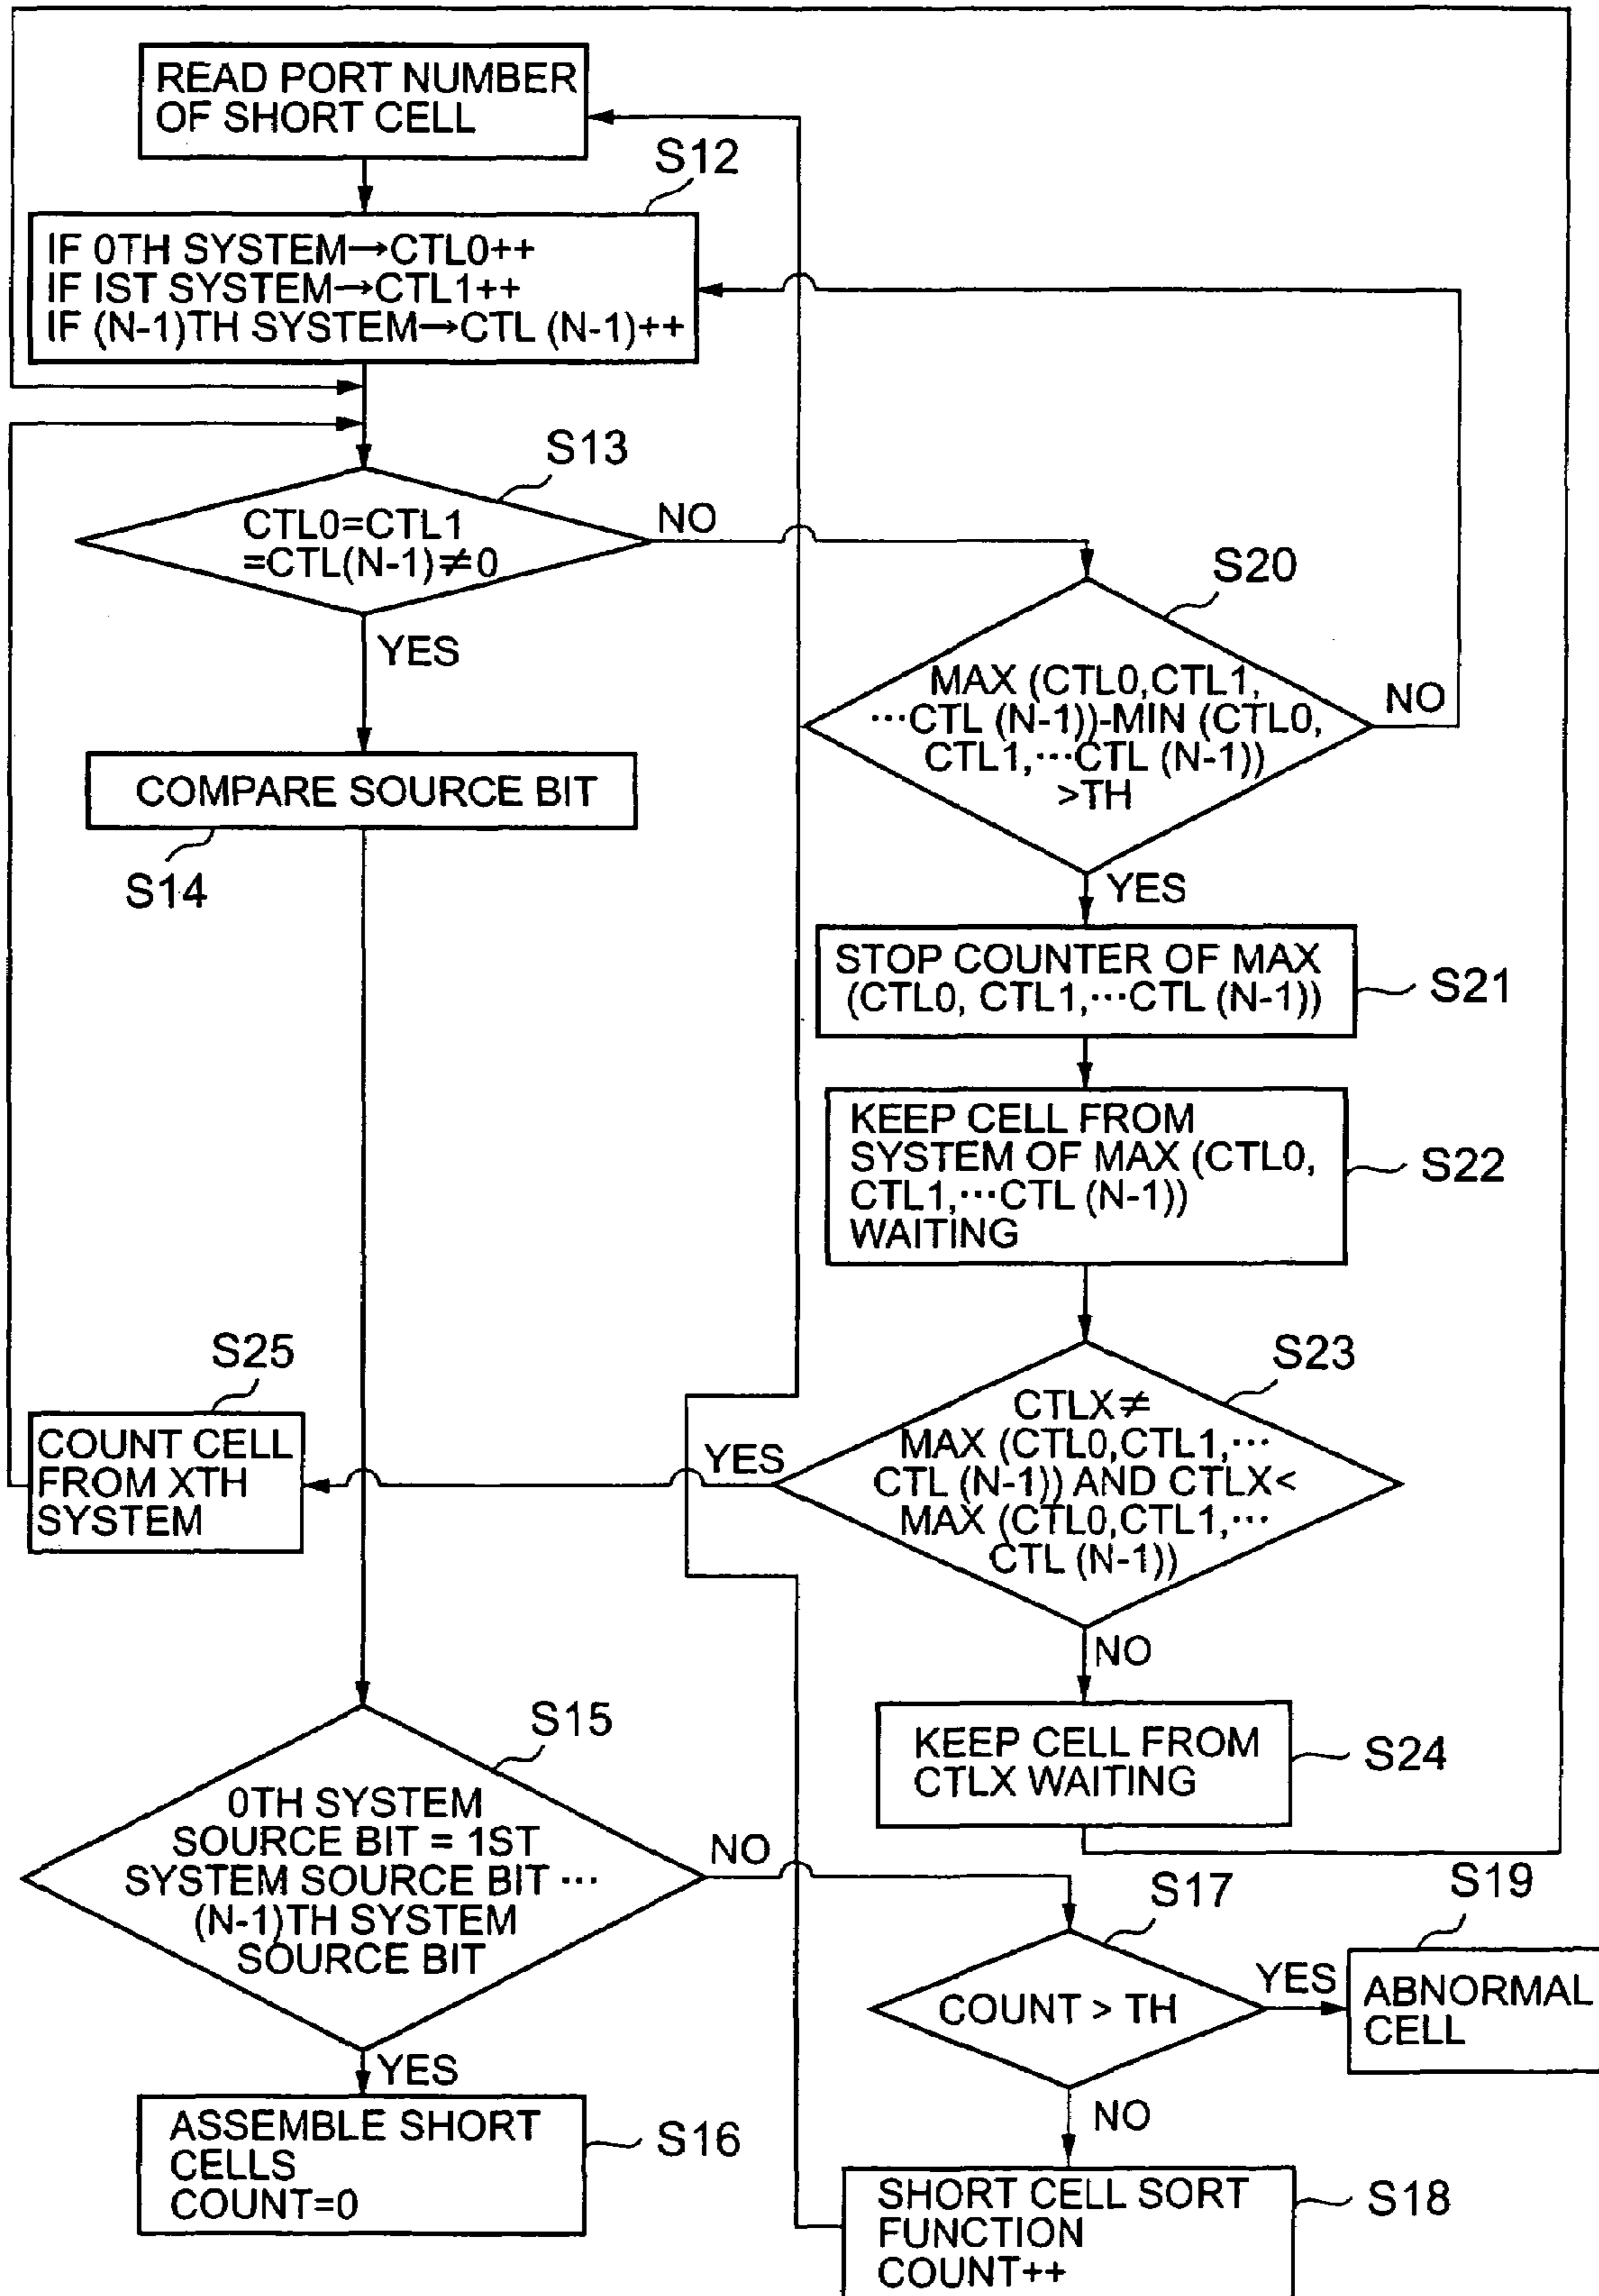 READ PORT NUMBER
OF SHORT CELL
S12
IF 0TH SYSTEM→CTL0++
IF IST SYSTEM→CTL1++
IF (N-1)TH SYSTEM→CTL (N-1)++
S13
CTL0=CTL1
=CTL(N-1)≠0
NO
YES
S20
MAX (CTL0,CTL1,
···CTL (N-1))-MIN (CTL0,
CTL1,···CTL (N-1))
>TH
NO
YES
COMPARE SOURCE BIT
S14
STOP COUNTER OF MAX
(CTL0, CTL1,···CTL (N-1))
S21
KEEP CELL FROM
SYSTEM OF MAX (CTL0,
CTL1,···CTL (N-1))
WAITING
S22
S23
CTLX≠
MAX (CTL0,CTL1,···
CTL (N-1)) AND CTLX<
MAX (CTL0,CTL1,···
CTL (N-1))
YES
NO
S25
COUNT CELL
FROM XTH
SYSTEM
KEEP CELL FROM
CTLX WAITING
S24
S15
0TH SYSTEM
SOURCE BIT = 1ST
SYSTEM SOURCE BIT ···
(N-1)TH SYSTEM
SOURCE BIT
NO
YES
S17
COUNT > TH
YES
NO
S19
ABNORMAL
CELL
ASSEMBLE SHORT
CELLS
COUNT=0
S16
SHORT CELL SORT
FUNCTION
COUNT++
S18